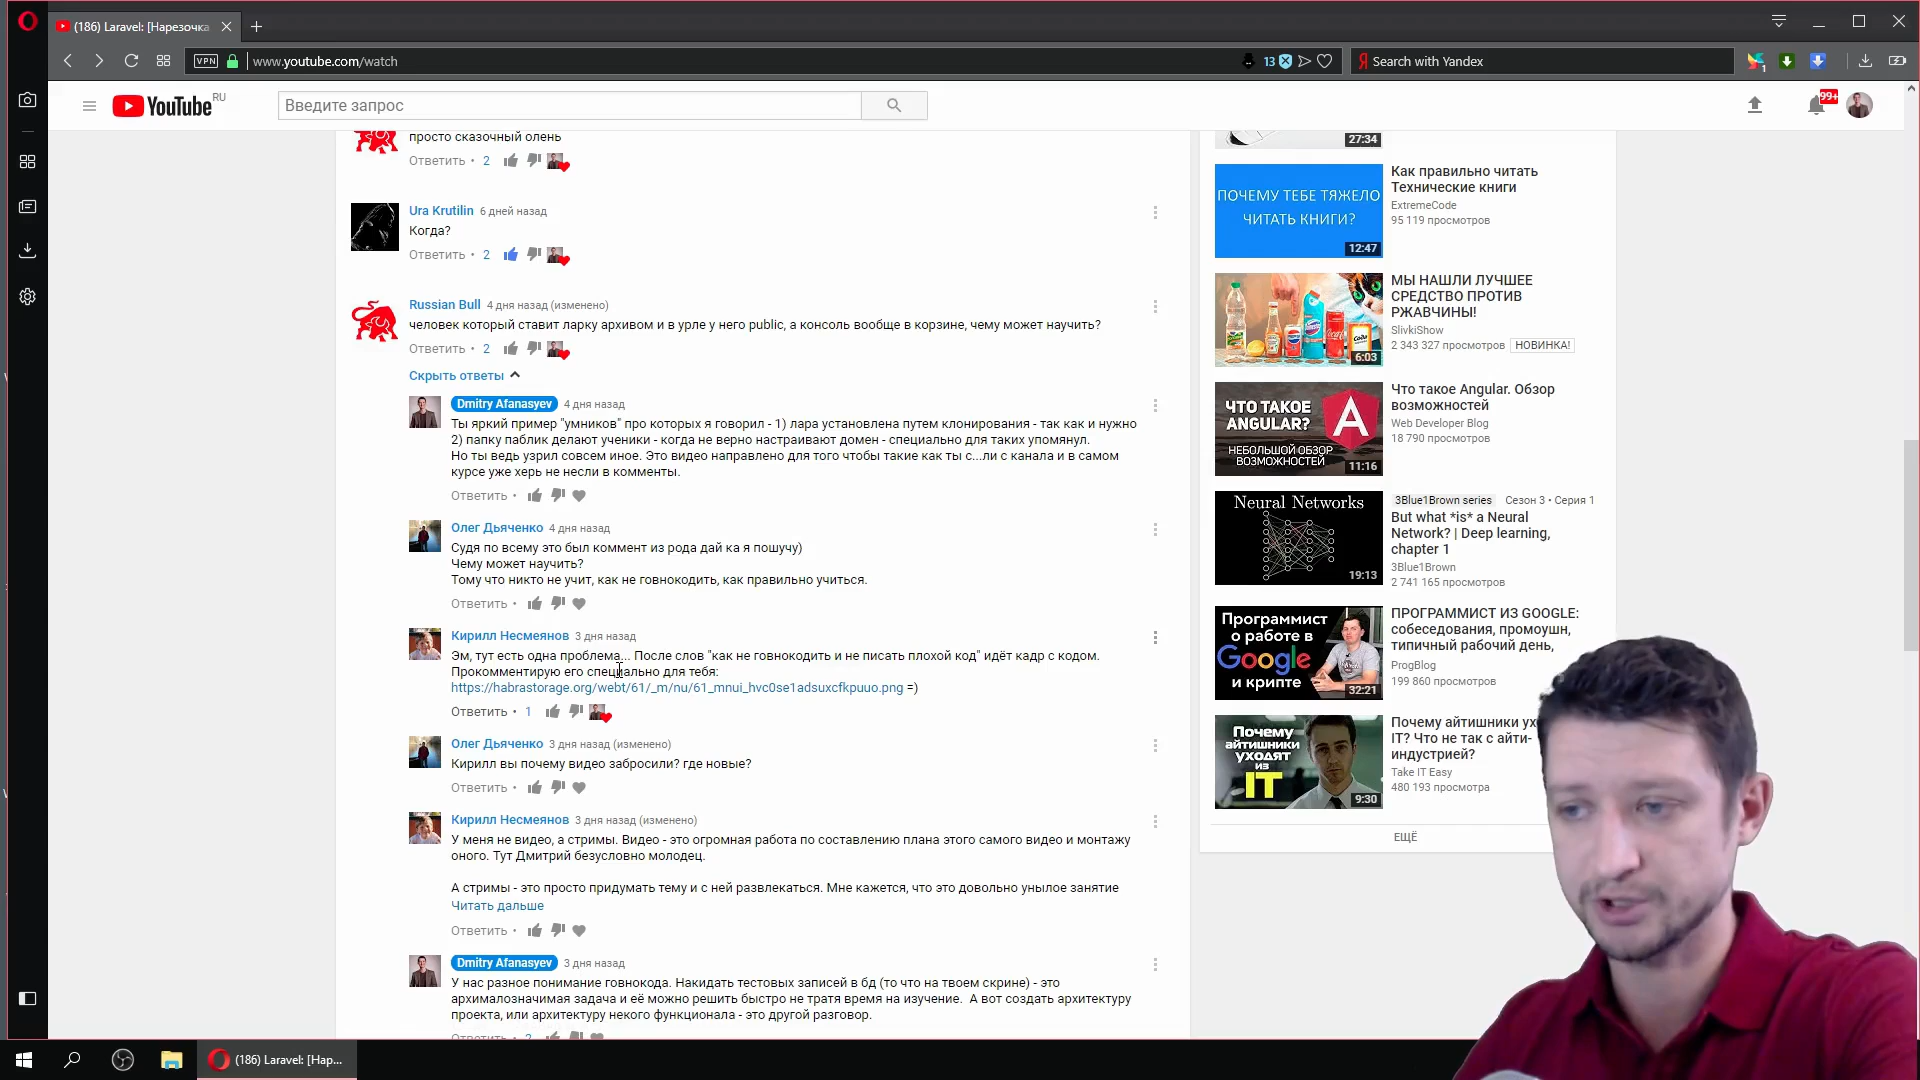 (186) Laravel: [Нарезочка
VPN
www.youtube.com/watch
13
Search with Yandex
1
YouTube RU
Введите запрос
99+
просто сказочный олень
Ответить • 2
Ura Krutilin 6 дней назад
Когда?
Ответить • 2
Russian Bull 4 дня назад (изменено)
человек который ставит ларку архивом и в урле у него public, а консоль вообще в корзине, чему может научить?
Ответить • 2
Скрыть ответы
Dmitry Afanasyev 4 дня назад
Ты яркий пример "умников" про которых я говорил - 1) лара установлена путем клонирования - так как и нужно
2) папку паблик делают ученики - когда не верно настраивают домен - специально для таких упомянул.
Но ты ведь узрил совсем иное. Это видео направлено для того чтобы такие как ты с...ли с канала и в самом
курсе уже херь не несли в комменты.
Ответить •
Олег Дьяченко 4 дня назад
Судя по всему это был коммент из рода дай ка я пошучу)
Чему может научить?
Тому что никто не учит, как не говнокодить, как правильно учиться.
Ответить •
Кирилл Несмеянов 3 дня назад
Эм, тут есть одна проблема... После слов "как не говнокодить и не писать плохой код" идёт кадр с кодом.
Прокомментирую его специально для тебя:
https://habrastorage.org/webt/61/_m/nu/61_mnui_hvc0se1adsuxcfkpuuo.png =)
Ответить • 1
Олег Дьяченко 3 дня назад (изменено)
Кирилл вы почему видео забросили? где новые?
Ответить •
Кирилл Несмеянов 3 дня назад (изменено)
У меня не видео, а стримы. Видео - это огромная работа по составлению плана этого самого видео и монтажу
оного. Тут Дмитрий безусловно молодец.
А стримы - это просто придумать тему и с ней развлекаться. Мне кажется, что это довольно унылое занятие
Читать дальше
Ответить •
Dmitry Afanasyev 3 дня назад
У нас разное понимание говнокода. Накидать тестовых записей в бд (то что на твоем скрине) - это
архималозначимая задача и её можно решить быстро не тратя время на изучение. А вот создать архитектуру
проекта, или архитектуру некого функционала - это другой разговор.
Ответить • 2
27:34
ПОЧЕМУ ТЕБЕ ТЯЖЕЛО
ЧИТАТЬ КНИГИ?
12:47
Как правильно читать
Технические книги
ExtremeCode
95 119 просмотров
6:03
МЫ НАШЛИ ЛУЧШЕЕ
СРЕДСТВО ПРОТИВ
РЖАВЧИНЫ!
SlivkiShow
2 343 327 просмотров НОВИНКА!
ЧТО ТАКОЕ
ANGULAR?
НЕБОЛЬШОЙ ОБЗОР
ВОЗМОЖНОСТЕЙ
A
11:16
Что такое Angular. Обзор
возможностей
Web Developer Blog
18 790 просмотров
Neural Networks
19:13
3Blue1Brown series Сезон 3 • Серия 1
But what *is* a Neural
Network? | Deep learning,
chapter 1
3Blue1Brown
2 741 165 просмотров
Программист
о работе в
Google
и крипте
32:21
ПРОГРАММИСТ ИЗ GOOGLE:
собеседования, промоушн,
типичный рабочий день,
ProgBlog
199 860 просмотров
Почему
айтишники
уходят
из
IT
9:30
Почему айтишники ух
IT? Что не так с айти-
индустрией?
Take IT Easy
480 193 просмотра
ЕЩЁ
(186) Laravel: [Нар...